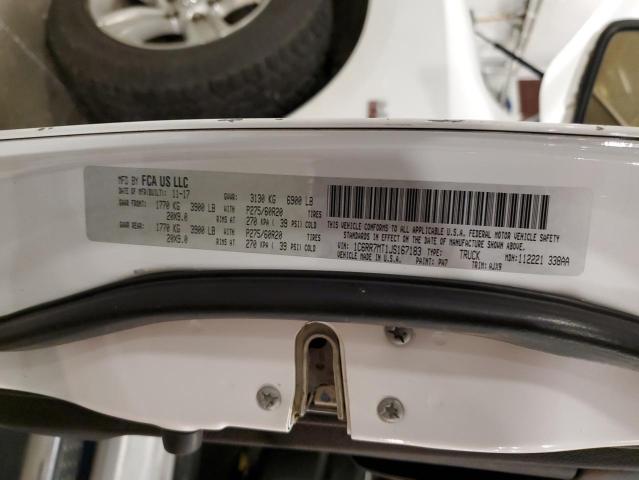 MFD BY FCA US LLC GVWR: 3130 KG 6900 LB
DATE OF MFR(BUILT): 11-17
GAWR FRONT: 1770 KG 3900 LB WITH P275/60R20 TIRES
20X9.0 RIMS AT 270 KPA ( 39 PSI) COLD
GAWR REAR: 1770 KG 3900 LB WITH P275/60R20 TIRES
20X9.0 RIMS AT 270 KPA ( 39 PSI) COLD
THIS VEHICLE CONFORMS TO ALL APPLICABLE U.S.A. FEDERAL MOTOR VEHICLE SAFETY
STANDARDS IN EFFECT ON THE DATE OF MANUFACTURE SHOWN ABOVE.
VIN: 1C6RR7MT1JS167183 TYPE: TRUCK MDH: 112221 338AA
VEHICLE MADE IN U.S.A. PAINT: PW7 TRIM: AJX9